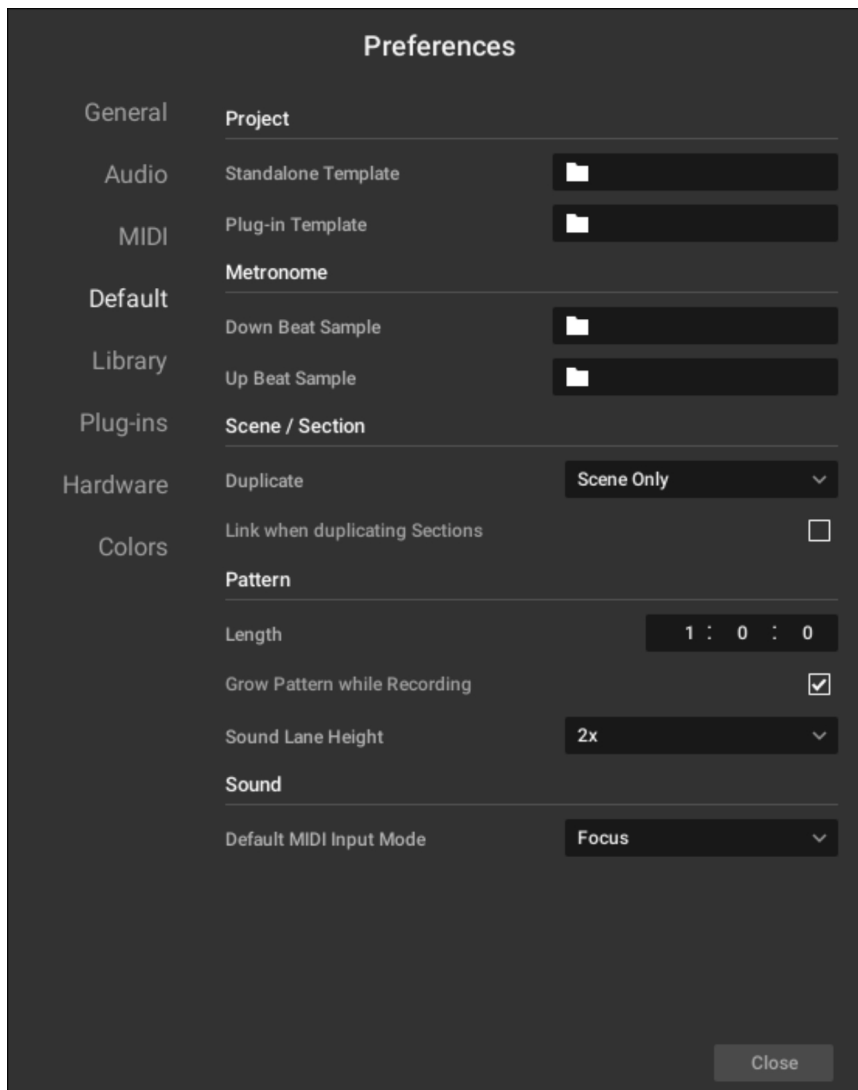 Preferences
General
Audio
MIDI
Default
Library
Plug-ins
Hardware
Colors
Project
Standalone Template
Plug-in Template
Metronome
Down Beat Sample
Up Beat Sample
Scene / Section
Duplicate Scene Only
Link when duplicating Sections
Pattern
Length 1 : 0 : 0
Grow Pattern while Recording
Sound Lane Height 2x
Sound
Default MIDI Input Mode Focus
Close